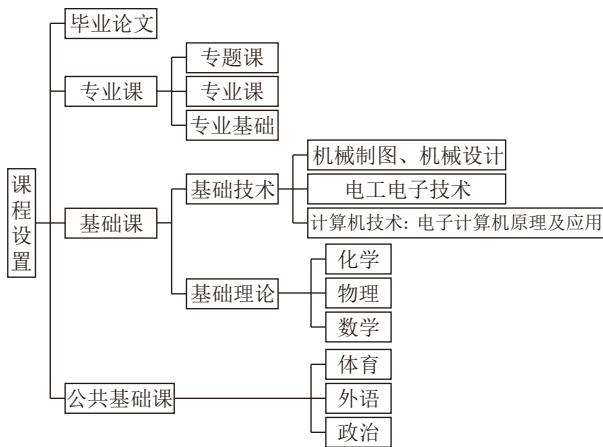 课程设置
毕业论文
专业课
专题课
专业课
专业基础
基础课
基础技术
机械制图、机械设计
电工电子技术
计算机技术: 电子计算机原理及应用
基础理论
化学
物理
数学
公共基础课
体育
外语
政治